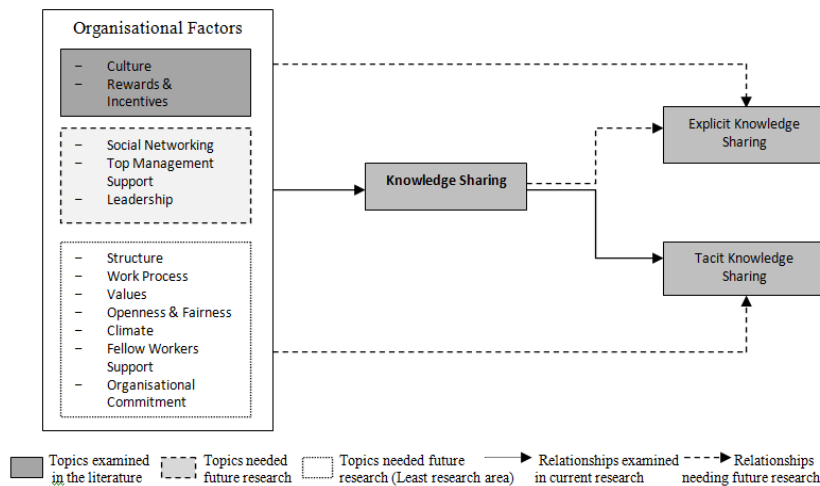 Organisational Factors
– Culture
– Rewards &
Incentives
– Social Networking
– Top Management
Support
– Leadership
– Structure
– Work Process
– Values
– Openness & Fairness
– Climate
– Fellow Workers
Support
– Organisational
Commitment
Knowledge Sharing
Explicit Knowledge
Sharing
Tacit Knowledge
Sharing
Topics examined
in the literature
Topics needed
future research
Topics needed future
research (Least research area)
Relationships examined
in current research
Relationships
needing future research